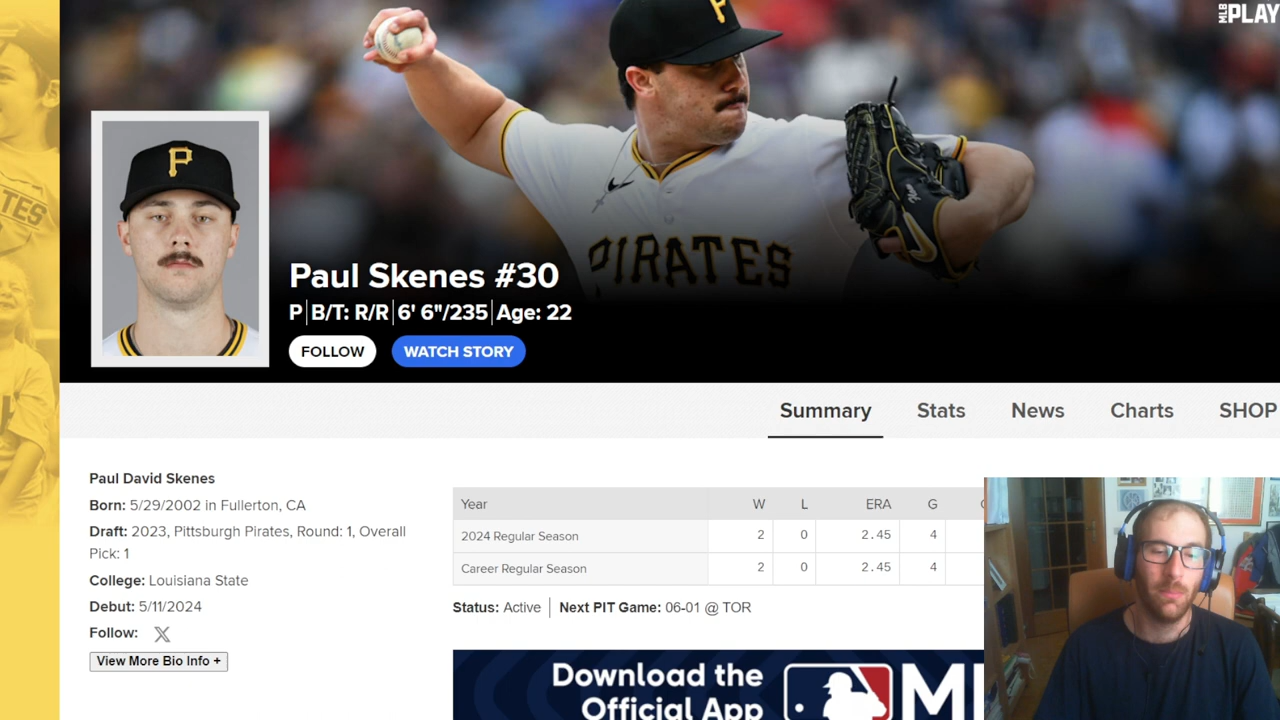 MLB PLAY
P
P
PIRATES
TES
Paul Skenes #30
P B/T: R/R 6' 6"/235 Age: 22
FOLLOW WATCH STORY
Summary Stats News Charts SHOP
Paul David Skenes
Born: 5/29/2002 in Fullerton, CA
Draft: 2023, Pittsburgh Pirates, Round: 1, Overall
Pick: 1
College: Louisiana State
Debut: 5/11/2024
Follow: X
View More Bio Info +
Year W L ERA G
2024 Regular Season 2 0 2.45 4
Career Regular Season 2 0 2.45 4
Status: Active Next PIT Game: 06-01 @ TOR
Download the
Official App
ML